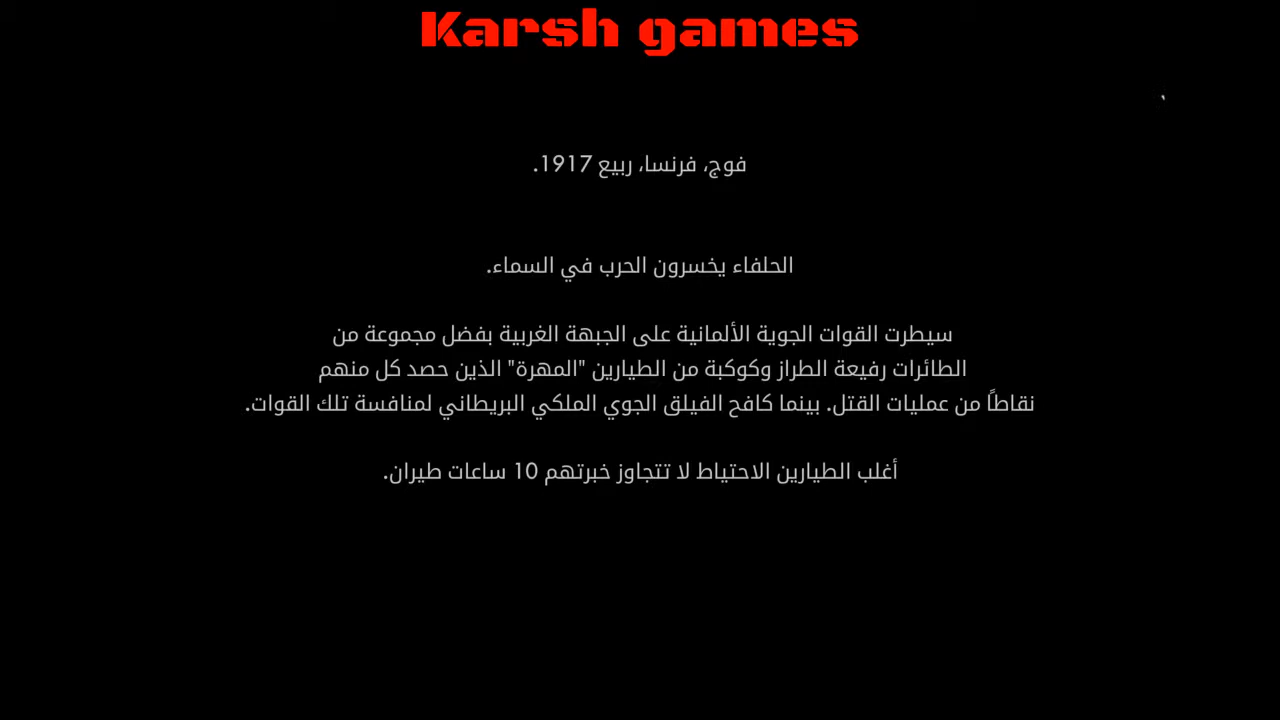 Karsh games
فوج، فرنسا، ربيع 1917.
الحلفاء يخسرون الحرب في السماء.
سيطرت القوات الجوية الألمانية على الجبهة الغربية بفضل مجموعة من
الطائرات رفيعة الطراز وكوكبة من الطيارين "المهرة" الذين حصد كل منهم
نقاطًا من عمليات القتل. بينما كافح الفيلق الجوي الملكي البريطاني لمنافسة تلك القوات.
أغلب الطيارين الاحتياط لا تتجاوز خبرتهم 10 ساعات طيران.